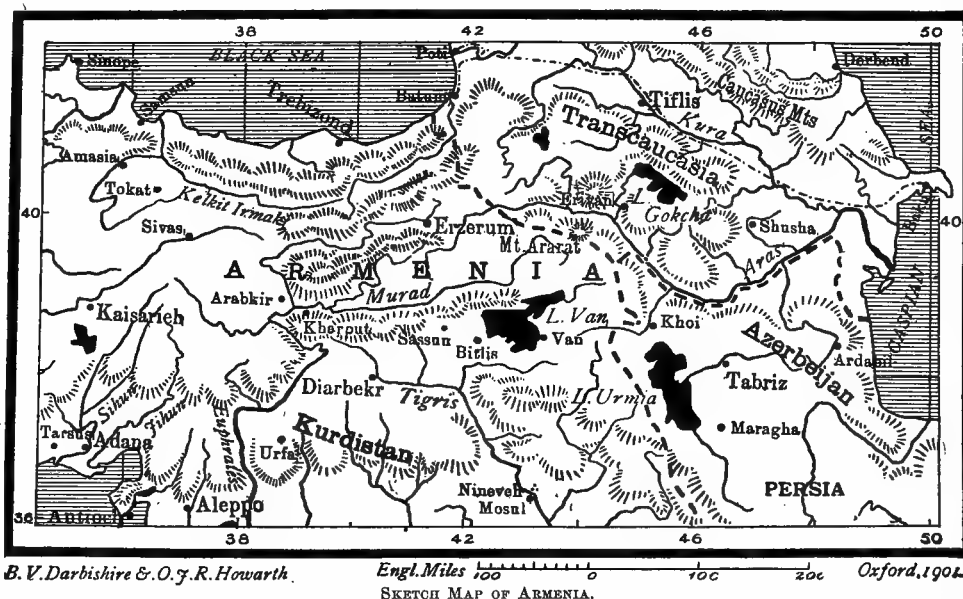 42 46 50
Sinope BLACK SEA Poti Derbend
Samsun Trebizond Batum Tiflis Caucasus Mts
Transcaucasia Kura
Amasia
Tokat Erivan L. Gokcha
40 Kelkit Irmak Baku 40
Sivas Erzerum Mt. Ararat Shusha
ARMENIA Aras
Arabkir Murad
Kaisarieh Kharput L. Van Khoi CASPIAN SEA
Sassun Bitlis Van Azerbeijan
Ardabil
Diarbekr Tigris L. Urmia Tabriz
Sihun Jihun Euphrates Kurdistan
Tarsus Adana Urfa Maragha
Nineveh
Mosul PERSIA
Aleppo
36 Antioch
38 42 46 50
B.V. Darbishire & O.J.R. Howarth. Engl. Miles 100 50 0 100 200 Oxford, 1901.
SKETCH MAP OF ARMENIA.